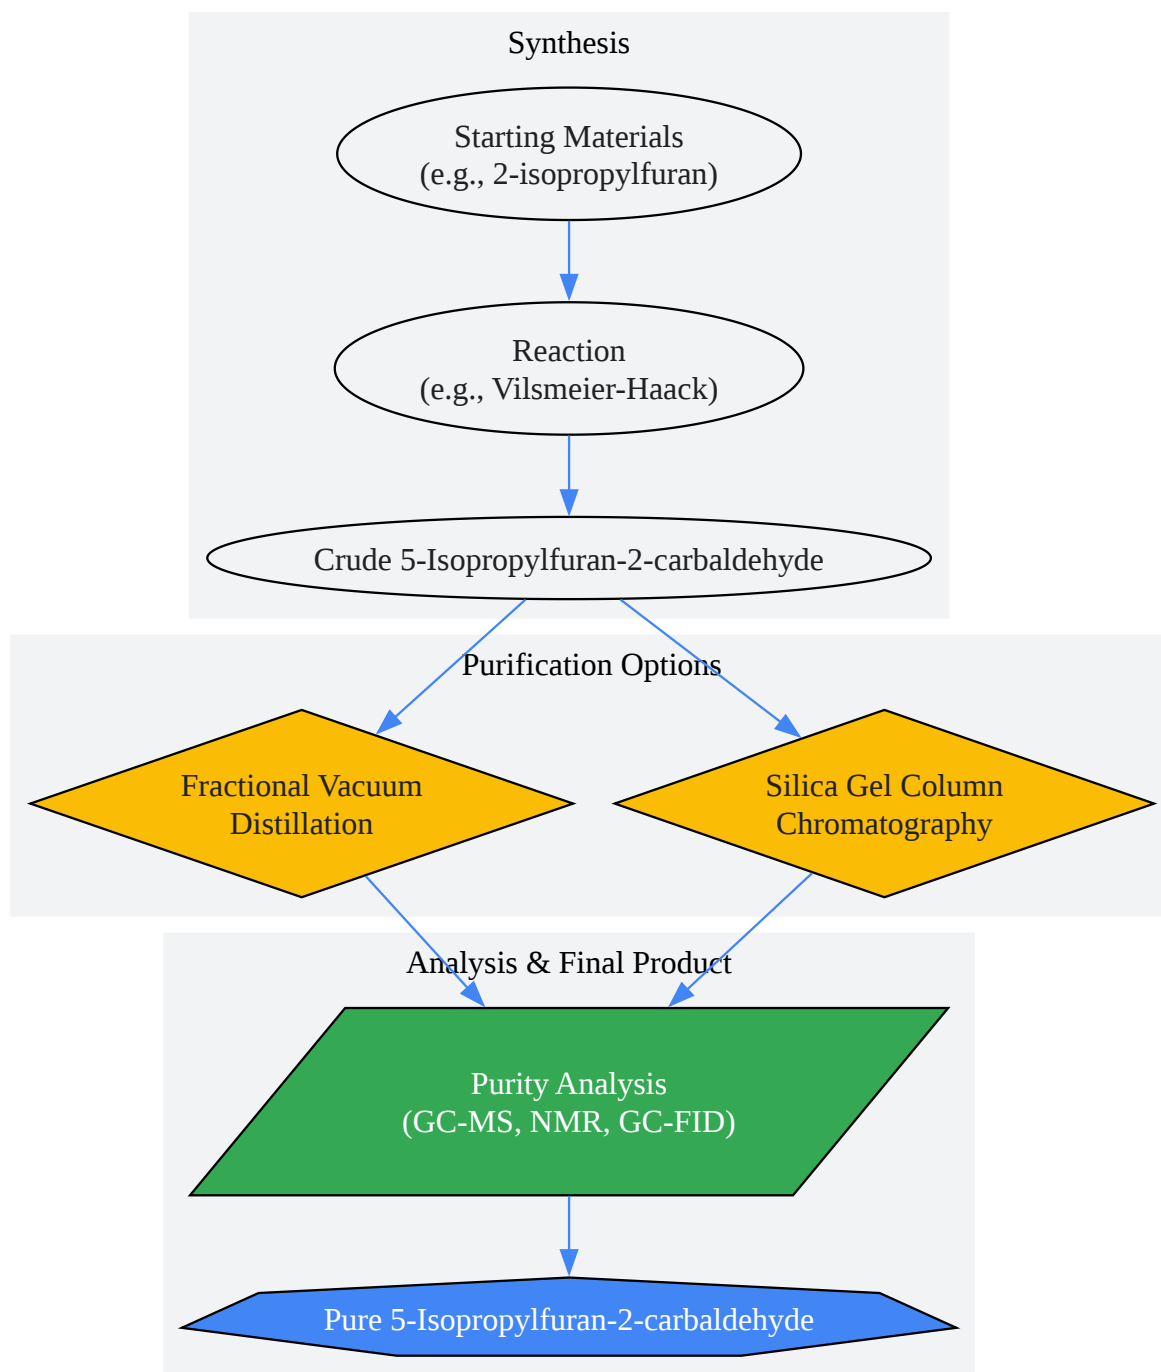 Synthesis
Starting Materials
(e.g., 2-isopropylfuran)
Reaction
(e.g., Vilsmeier-Haack)
Crude 5-Isopropylfuran-2-carbaldehyde
Purification Options
Fractional Vacuum
Distillation
Silica Gel Column
Chromatography
Analysis & Final Product
Purity Analysis
(GC-MS, NMR, GC-FID)
Pure 5-Isopropylfuran-2-carbaldehyde